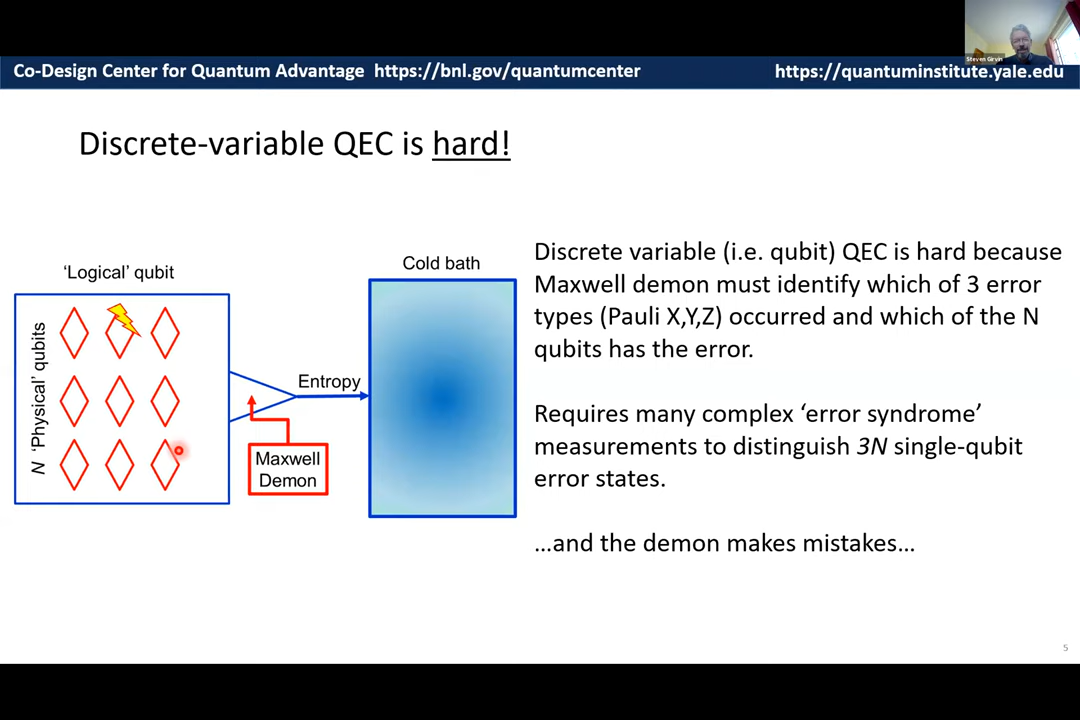 Steven Girvin
Co-Design Center for Quantum Advantage https://bnl.gov/quantumcenter
https://quantuminstitute.yale.edu
Discrete-variable QEC is hard!
‘Logical’ qubit
N ‘Physical’ qubits
Entropy
Maxwell
Demon
Cold bath
Discrete variable (i.e. qubit) QEC is hard because
Maxwell demon must identify which of 3 error
types (Pauli X,Y,Z) occurred and which of the N
qubits has the error.
Requires many complex ‘error syndrome’
measurements to distinguish 3N single-qubit
error states.
…and the demon makes mistakes…
5